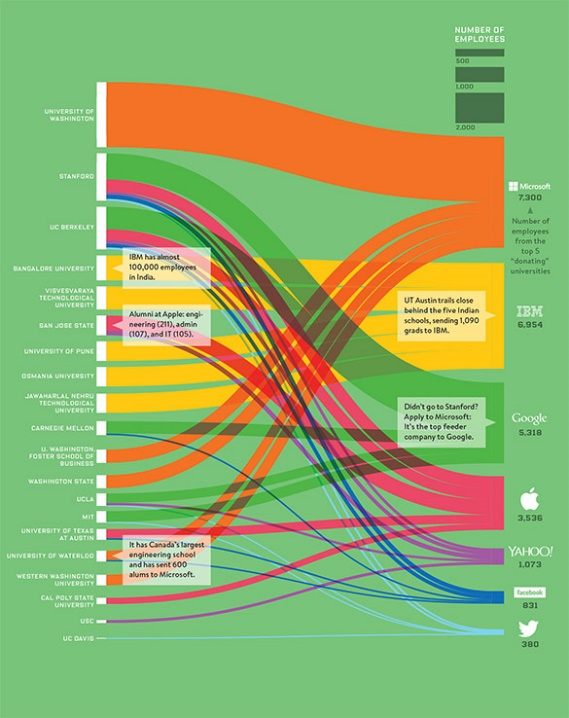 NUMBER OF
EMPLOYEES
500
1,000
2,000
UNIVERSITY OF
WASHINGTON
STANFORD
UC BERKELEY
BANGALORE UNIVERSITY
VISVESVARAYA
TECHNOLOGICAL
UNIVERSITY
SAN JOSE STATE
UNIVERSITY OF PUNE
OSMANIA UNIVERSITY
JAWAHARLAL NEHRU
TECHNOLOGICAL
UNIVERSITY
CARNEGIE MELLON
U. WASHINGTON,
FOSTER SCHOOL OF
BUSINESS
WASHINGTON STATE
UCLA
MIT
UNIVERSITY OF TEXAS
AT AUSTIN
UNIVERSITY OF WATERLOO
WESTERN WASHINGTON
UNIVERSITY
CAL POLY STATE
UNIVERSITY
USC
UC DAVIS
IBM has almost
100,000 employees
in India.
Alumni at Apple: engi-
neering (211), admin
(107), and IT (105).
It has Canada's largest
engineering school
and has sent 600
alums to Microsoft.
UT Austin trails close
behind the five Indian
schools, sending 1,090
grads to IBM.
Didn't go to Stanford?
Apply to Microsoft:
It's the top feeder
company to Google.
Microsoft
7,300
Number of
employees
from the
top 5
"donating"
universities
IBM
6,954
Google
5,318
3,536
YAHOO!
1,073
facebook
831
380